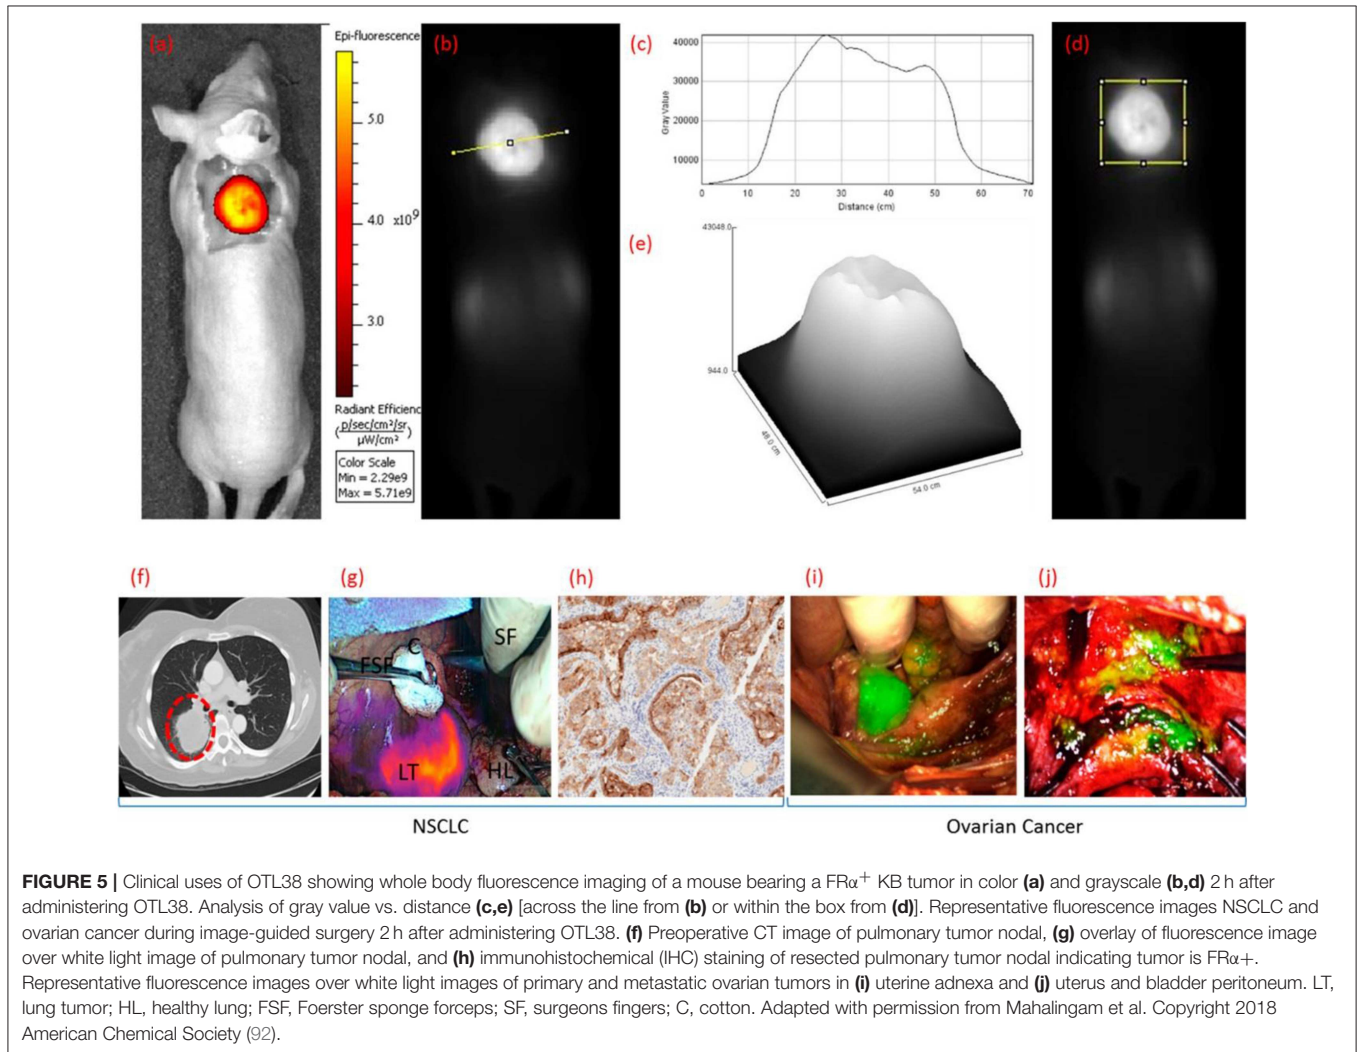 (a)
Epi-fluorescence
5.0
4.0 x10⁹
3.0
Radiant Efficienc
(p/sec/cm²/sr
µW/cm²)
Color Scale
Min = 2.29e9
Max = 5.71e9
(b)
(c)
40000
30000
20000
10000
Gray Value
0 10 20 30 40 50 60 70
Distance (cm)
(d)
(e)
43048.0
944.0
48.0 cm
54.0 cm
(f)
(g)
(h)
(i)
(j)
C
SF
FSF
LT
HL
NSCLC
Ovarian Cancer
FIGURE 5 | Clinical uses of OTL38 showing whole body fluorescence imaging of a mouse bearing a FRα+ KB tumor in color (a) and grayscale (b,d) 2 h after
administering OTL38. Analysis of gray value vs. distance (c,e) [across the line from (b) or within the box from (d)]. Representative fluorescence images NSCLC and
ovarian cancer during image-guided surgery 2 h after administering OTL38. (f) Preoperative CT image of pulmonary tumor nodal, (g) overlay of fluorescence image
over white light image of pulmonary tumor nodal, and (h) immunohistochemical (IHC) staining of resected pulmonary tumor nodal indicating tumor is FRα+.
Representative fluorescence images over white light images of primary and metastatic ovarian tumors in (i) uterine adnexa and (j) uterus and bladder peritoneum. LT,
lung tumor; HL, healthy lung; FSF, Foerster sponge forceps; SF, surgeons fingers; C, cotton. Adapted with permission from Mahalingam et al. Copyright 2018
American Chemical Society (92).